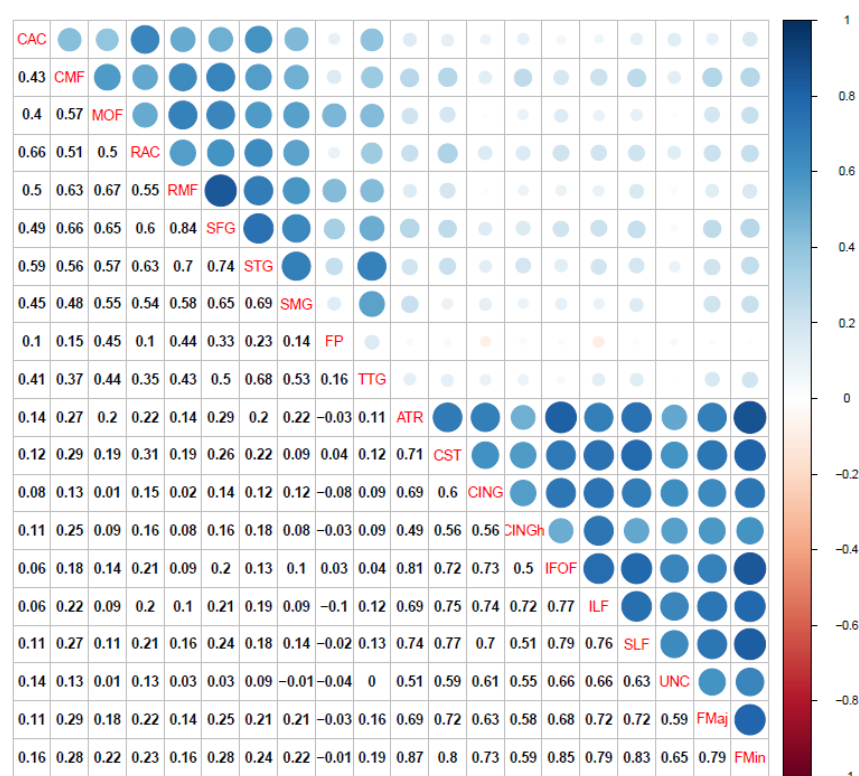 CAC
0.43 CMF
0.4 0.57 MOF
0.66 0.51 0.5 RAC
0.5 0.63 0.67 0.55 RMF
0.49 0.66 0.65 0.6 0.84 SFG
0.59 0.56 0.57 0.63 0.7 0.74 STG
0.45 0.48 0.55 0.54 0.58 0.65 0.69 SMG
0.1 0.15 0.45 0.1 0.44 0.33 0.23 0.14 FP
0.41 0.37 0.44 0.35 0.43 0.5 0.68 0.53 0.16 TTG
0.14 0.27 0.2 0.22 0.14 0.29 0.2 0.22 −0.03 0.11 ATR
0.12 0.29 0.19 0.31 0.19 0.26 0.22 0.09 0.04 0.12 0.71 CST
0.08 0.13 0.01 0.15 0.02 0.14 0.12 0.12 −0.08 0.09 0.69 0.6 CING
0.11 0.25 0.09 0.16 0.08 0.16 0.18 0.08 −0.03 0.09 0.49 0.56 0.56 CINGh
0.06 0.18 0.14 0.21 0.09 0.2 0.13 0.1 0.03 0.04 0.81 0.72 0.73 0.5 IFOF
0.06 0.22 0.09 0.2 0.1 0.21 0.19 0.09 −0.1 0.12 0.69 0.75 0.74 0.72 0.77 ILF
0.11 0.27 0.11 0.21 0.16 0.24 0.18 0.14 −0.02 0.13 0.74 0.77 0.7 0.51 0.79 0.76 SLF
0.14 0.13 0.01 0.13 0.03 0.03 0.09 −0.01 −0.04 0 0.51 0.59 0.61 0.55 0.66 0.66 0.63 UNC
0.11 0.29 0.18 0.22 0.14 0.25 0.21 0.21 −0.03 0.16 0.69 0.72 0.63 0.58 0.68 0.72 0.72 0.59 FMaj
0.16 0.28 0.22 0.23 0.16 0.28 0.24 0.22 −0.01 0.19 0.87 0.8 0.73 0.59 0.85 0.79 0.83 0.65 0.79 FMin
1
0.8
0.6
0.4
0.2
0
−0.2
−0.4
−0.6
−0.8
−1